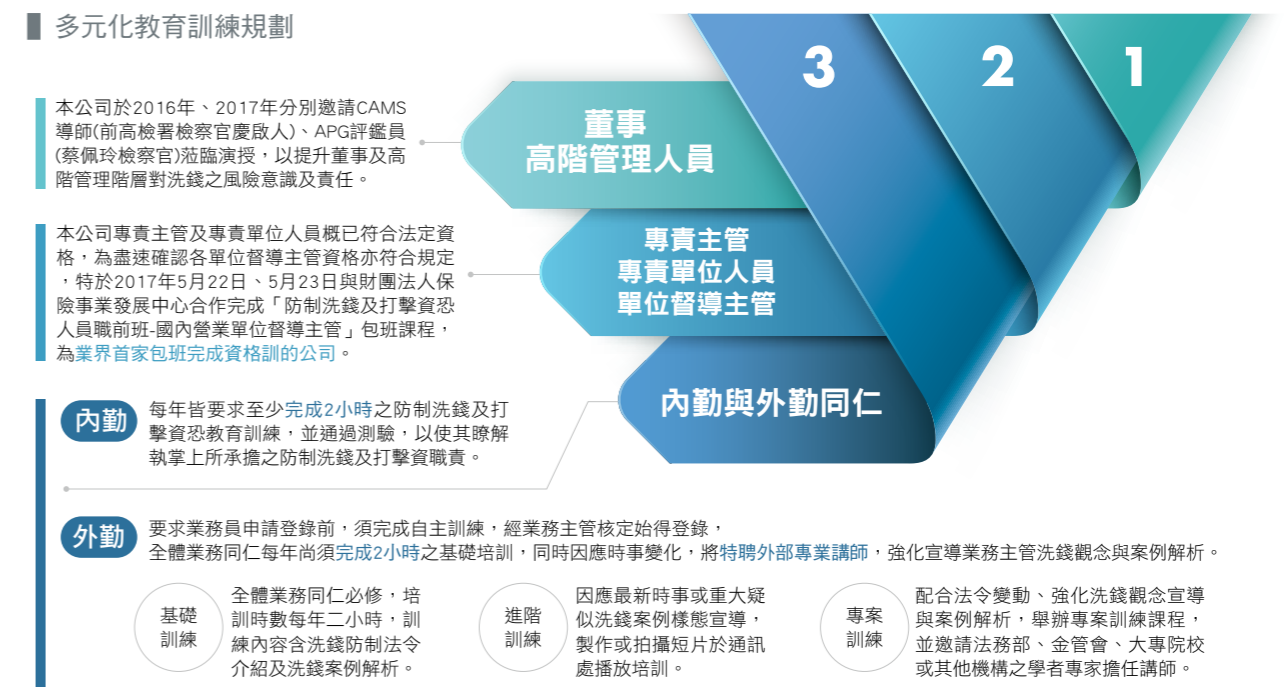 多元化教育訓練規劃
3
2
1
本公司於2016年、2017年分別邀請CAMS
導師(前高檢署檢察官慶啟人)、APG評鑑員
(蔡佩玲檢察官)蒞臨演授，以提升董事及高
階管理階層對洗錢之風險意識及責任。
董事
高階管理人員
本公司專責主管及專責單位人員概已符合法定資
格，為盡速確認各單位督導主管資格亦符合規定
，特於2017年5月22日、5月23日與財團法人保
險事業發展中心合作完成「防制洗錢及打擊資恐
人員職前班-國內營業單位督導主管」包班課程，
為業界首家包班完成資格訓的公司。
專責主管
專責單位人員
單位督導主管
內勤與外勤同仁
內勤
每年皆要求至少完成2小時之防制洗錢及打
擊資恐教育訓練，並通過測驗，以使其瞭解
執掌上所承擔之防制洗錢及打擊資職責。
外勤
要求業務員申請登錄前，須完成自主訓練，經業務主管核定始得登錄，
全體業務同仁每年尚須完成2小時之基礎培訓，同時因應時事變化，將特聘外部專業講師，強化宣導業務主管洗錢觀念與案例解析。
基礎
訓練
全體業務同仁必修，培
訓時數每年二小時，訓
練內容含洗錢防制法令
介紹及洗錢案例解析。
進階
訓練
因應最新時事或重大疑
似洗錢案例樣態宣導，
製作或拍攝短片於通訊
處播放培訓。
專案
訓練
配合法令變動、強化洗錢觀念宣導
與案例解析，舉辦專案訓練課程，
並邀請法務部、金管會、大專院校
或其他機構之學者專家擔任講師。